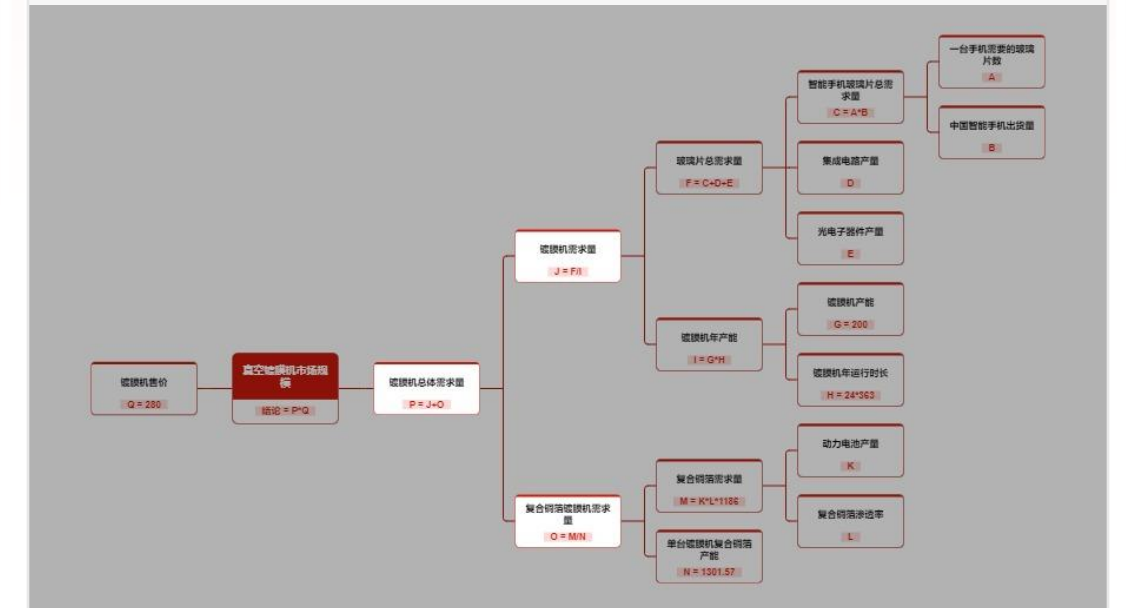 一台手机需要的玻璃
片数
A
智能手机玻璃片总需
求量
C = A*B
中国智能手机出货量
B
玻璃片总需求量
F = C+D+E
集成电路产量
D
光电子器件产量
E
镀膜机需求量
J = F/I
镀膜机产能
G = 200
镀膜机年产能
I = G*H
镀膜机年运行时长
H = 24*363
镀膜机售价
Q = 280
真空镀膜机市场规
模
结论 = P*Q
镀膜机总体需求量
P = J+O
动力电池产量
K
复合铜箔需求量
M = K*L*1186
复合铜箔镀膜机需求
量
O = M/N
复合铜箔渗透率
L
单台镀膜机复合铜箔
产能
N = 1301.57